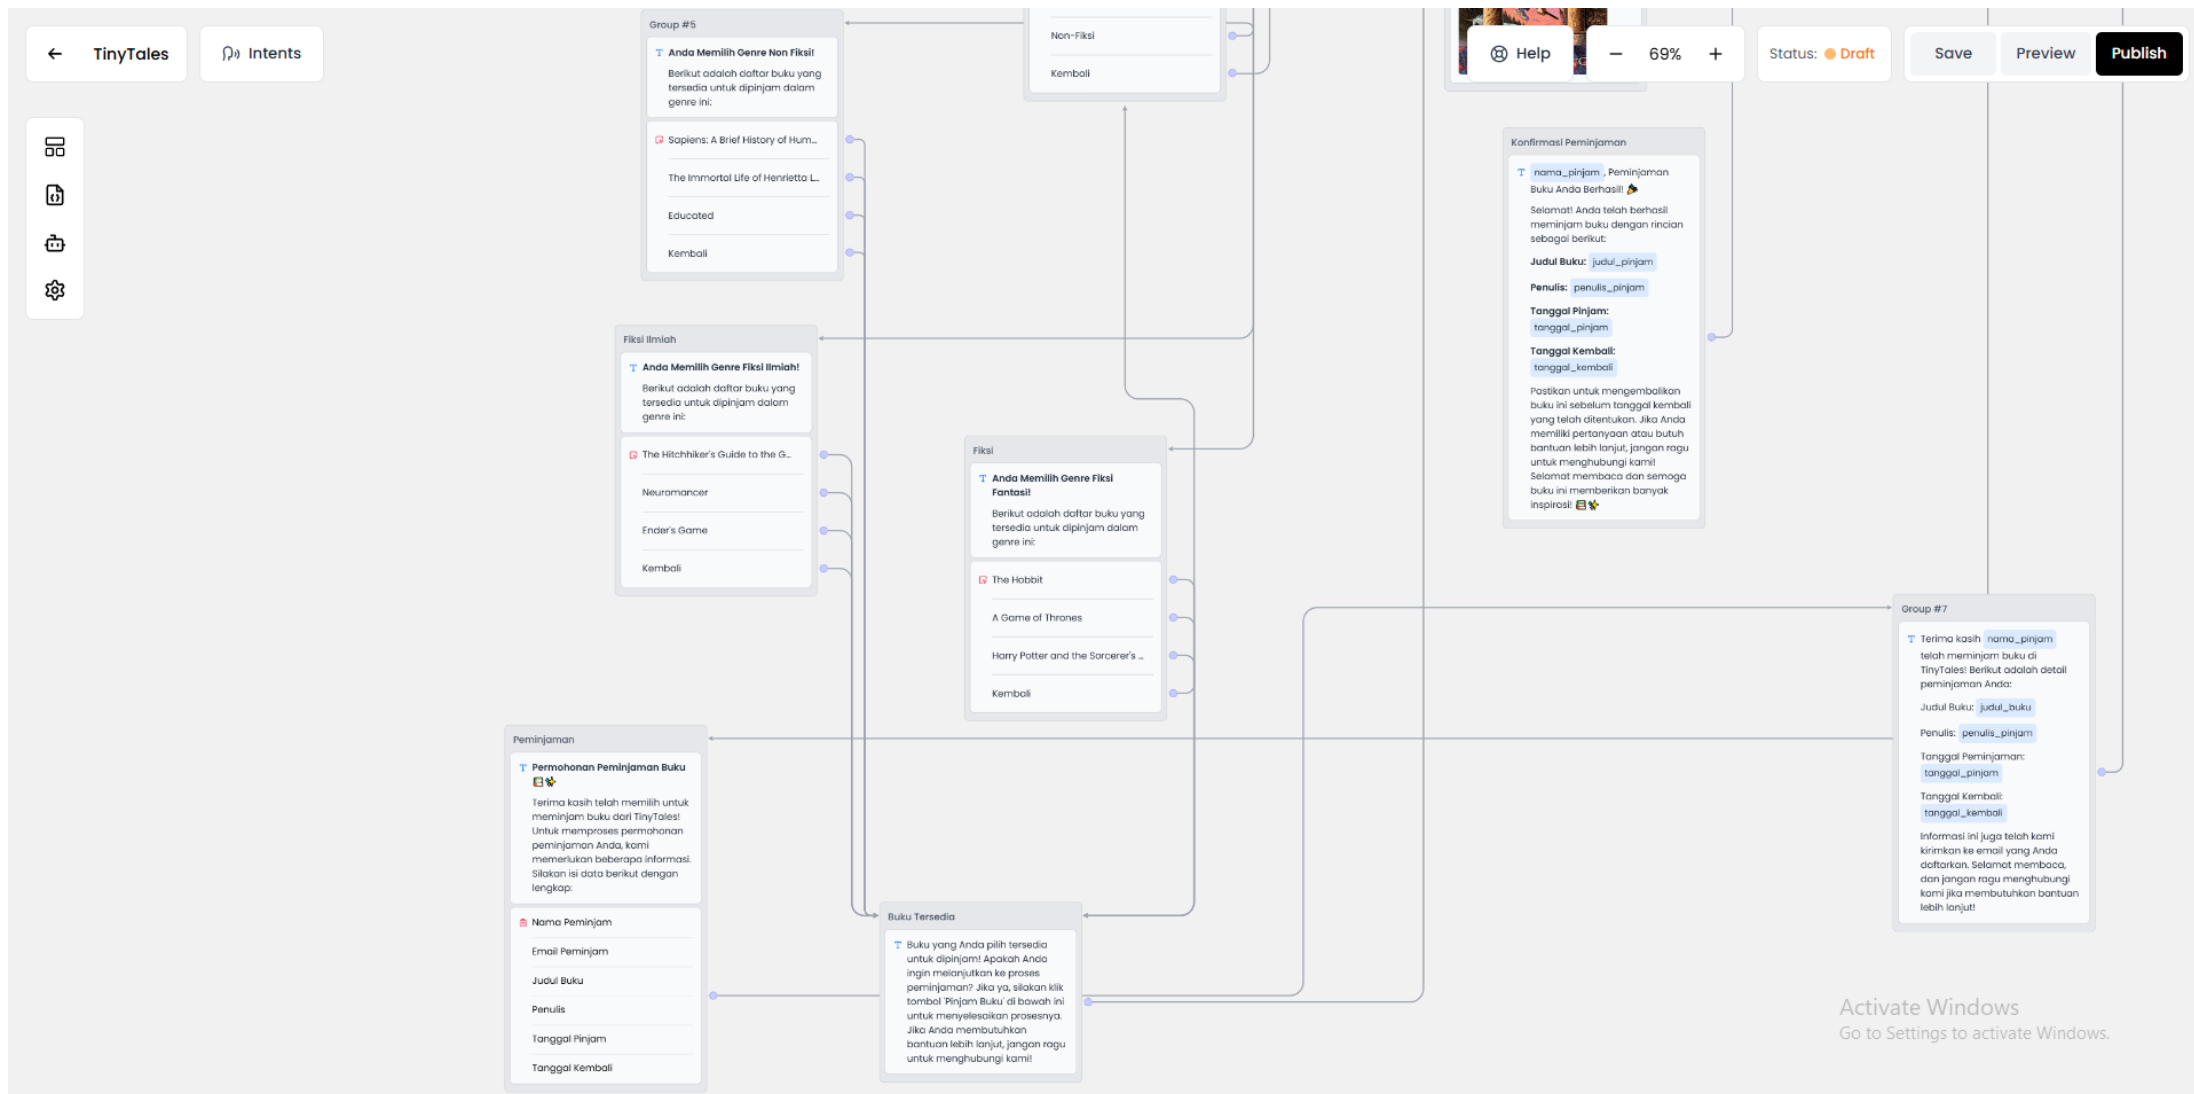 TinyTales
Intents
Help
69%
Status: Draft
Save
Preview
Publish
Group #5
Anda Memilih Genre Non Fiksi!
Berikut adalah daftar buku yang
tersedia untuk dipinjam dalam
genre ini:
Sapiens: A Brief History of Hum...
The Immortal Life of Henrietta L...
Educated
Kembali
Non-Fiksi
Kembali
Fiksi Ilmiah
Anda Memilih Genre Fiksi Ilmiah!
Berikut adalah daftar buku yang
tersedia untuk dipinjam dalam
genre ini:
The Hitchhiker's Guide to the G...
Neuromancer
Ender's Game
Kembali
Fiksi
Anda Memilih Genre Fiksi
Fantasi!
Berikut adalah daftar buku yang
tersedia untuk dipinjam dalam
genre ini:
The Hobbit
A Game of Thrones
Harry Potter and the Sorcerer's ...
Kembali
Konfirmasi Peminjaman
nama_pinjam , Peminjaman
Buku Anda Berhasil! 🎉
Selamat! Anda telah berhasil
meminjam buku dengan rincian
sebagai berikut:
Judul Buku: judul_pinjam
Penulis: penulis_pinjam
Tanggal Pinjam:
tanggal_pinjam
Tanggal Kembali:
tanggal_kembali
Pastikan untuk mengembalikan
buku ini sebelum tanggal kembali
yang telah ditentukan. Jika Anda
memiliki pertanyaan atau butuh
bantuan lebih lanjut, jangan ragu
untuk menghubungi kami!
Selamat membaca dan semoga
buku ini memberikan banyak
inspirasi! 📚✨
Peminjaman
Permohonan Peminjaman Buku
📚✨
Terima kasih telah memilih untuk
meminjam buku dari TinyTales!
Untuk memproses permohonan
peminjaman Anda, kami
memerlukan beberapa informasi.
Silakan isi data berikut dengan
lengkap:
Nama Peminjam
Email Peminjam
Judul Buku
Penulis
Tanggal Pinjam
Tanggal Kembali
Buku Tersedia
Buku yang Anda pilih tersedia
untuk dipinjam! Apakah Anda
ingin melanjutkan ke proses
peminjaman? Jika ya, silakan klik
tombol 'Pinjam Buku' di bawah ini
untuk menyelesaikan prosesnya.
Jika Anda membutuhkan
bantuan lebih lanjut, jangan ragu
untuk menghubungi kami!
Group #7
Terima kasih nama_pinjam
telah meminjam buku di
TinyTales! Berikut adalah detail
peminjaman Anda:
Judul Buku: judul_buku
Penulis: penulis_pinjam
Tanggal Peminjaman:
tanggal_pinjam
Tanggal Kembali:
tanggal_kembali
Informasi ini juga telah kami
kirimkan ke email yang Anda
daftarkan. Selamat membaca,
dan jangan ragu menghubungi
kami jika membutuhkan bantuan
lebih lanjut!
Activate Windows
Go to Settings to activate Windows.